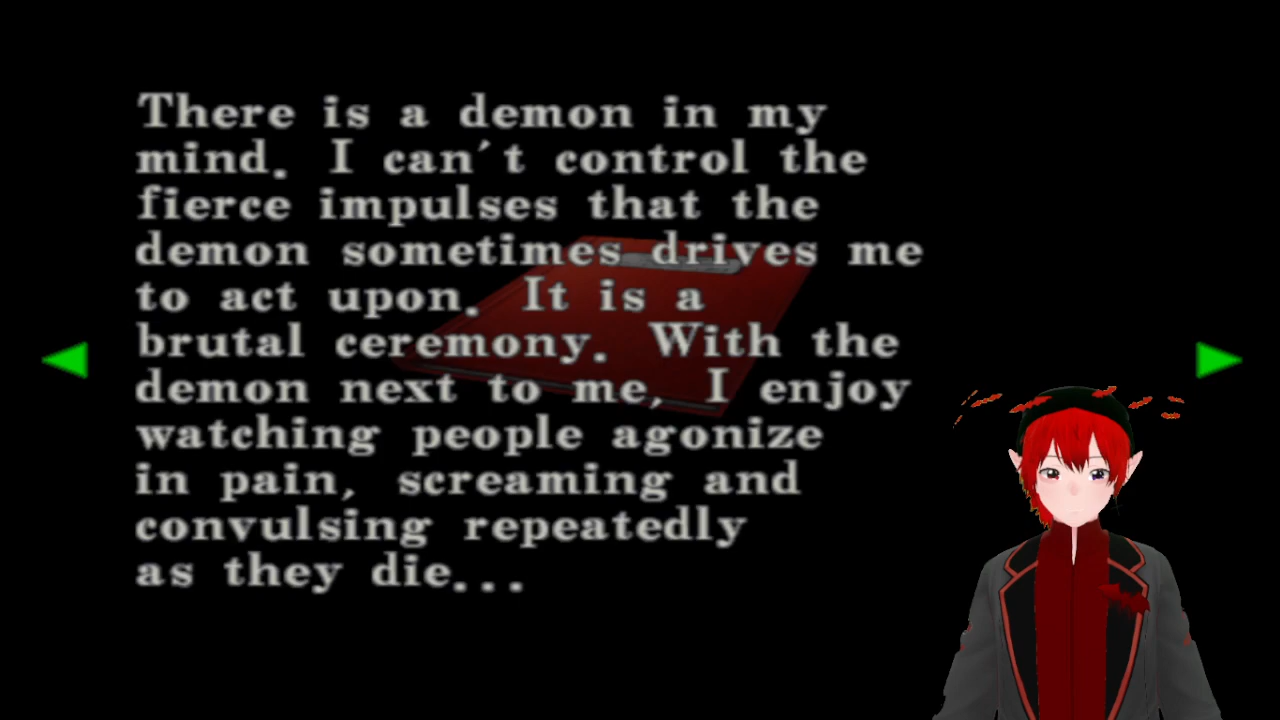 There is a demon in my
mind. I can't control the
fierce impulses that the
demon sometimes drives me
to act upon. It is a
brutal ceremony. With the
demon next to me, I enjoy
watching people agonize
in pain, screaming and
convulsing repeatedly
as they die...